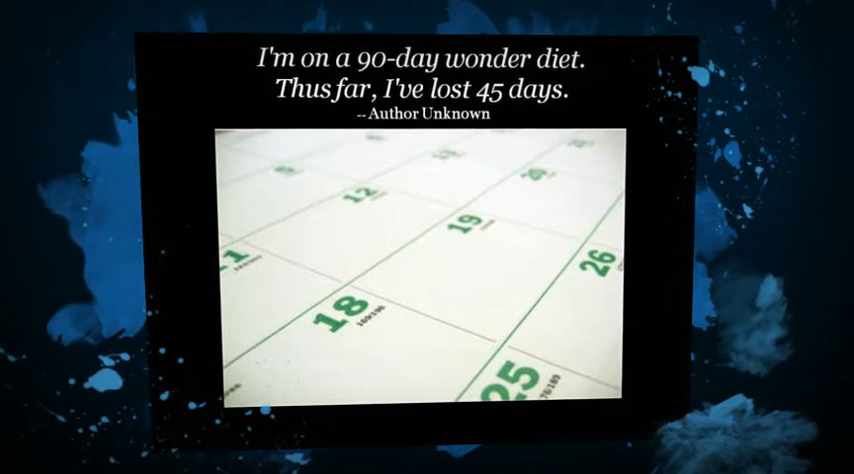 I'm on a 90-day wonder diet.
Thus far, I've lost 45 days.
-- Author Unknown
12
19
26
11
18
25